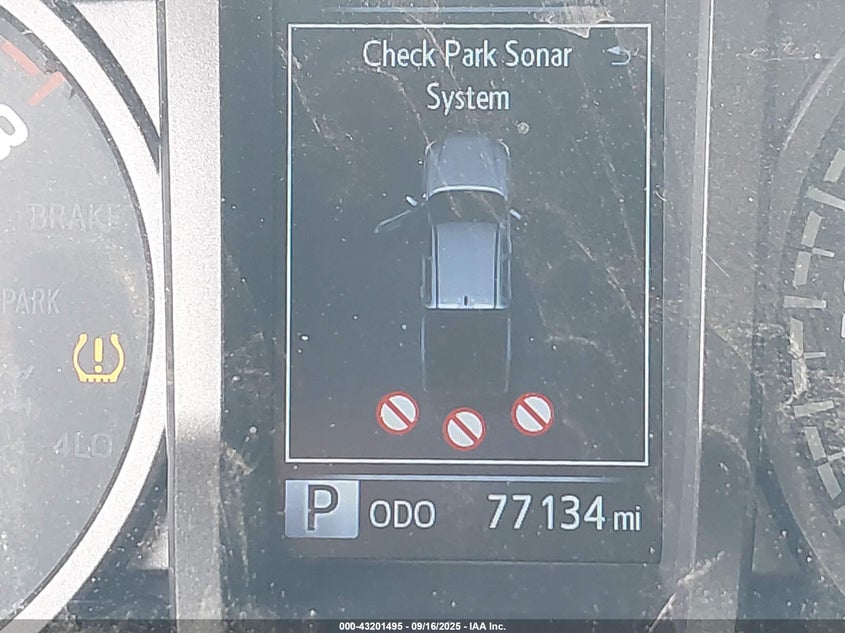 Check Park Sonar
System
BRAKE
PARK
4LO
P ODO 77134 mi
000-43201495 - 09/16/2025 - IAA Inc.